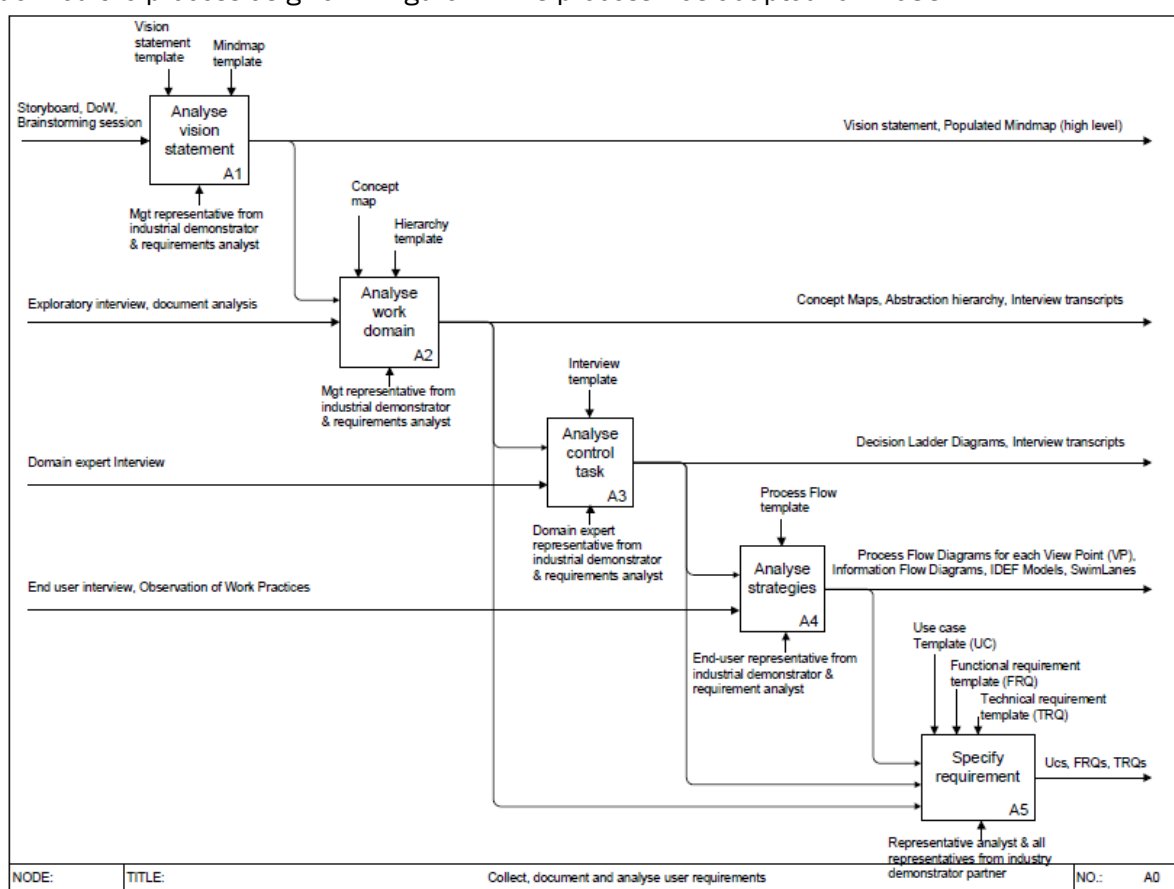 Vision
statement
template
Mindmap
template
Storyboard, DoW,
Brainstorming session
Analyse
vision
statement
A1
Vision statement, Populated Mindmap (high level)
Mgt representative from
industrial demonstrator
& requirements analyst
Concept
map
Hierarchy
template
Exploratory interview, document analysis
Analyse
work
domain
A2
Concept Maps, Abstraction hierarchy, Interview transcripts
Mgt representative from
industrial demonstrator
& requirements analyst
Interview
template
Domain expert Interview
Analyse
control
task
A3
Decision Ladder Diagrams, Interview transcripts
Domain expert
representative from
industrial demonstrator
& requirements analyst
Process Flow
template
End user interview, Observation of Work Practices
Analyse
strategies
A4
Process Flow Diagrams for each View Point (VP),
Information Flow Diagrams, IDEF Models, SwimLanes
End-user representative from
industrial demonstrator &
requirement analyst
Use case
Template (UC)
Functional requirement
template (FRQ)
Technical requirement
template (TRQ)
Specify
requirement
A5
Ucs, FRQs, TRQs
Representative analyst & all
representatives from industry
demonstrator partner
NODE:
TITLE:
Collect, document and analyse user requirements
NO.:
A0